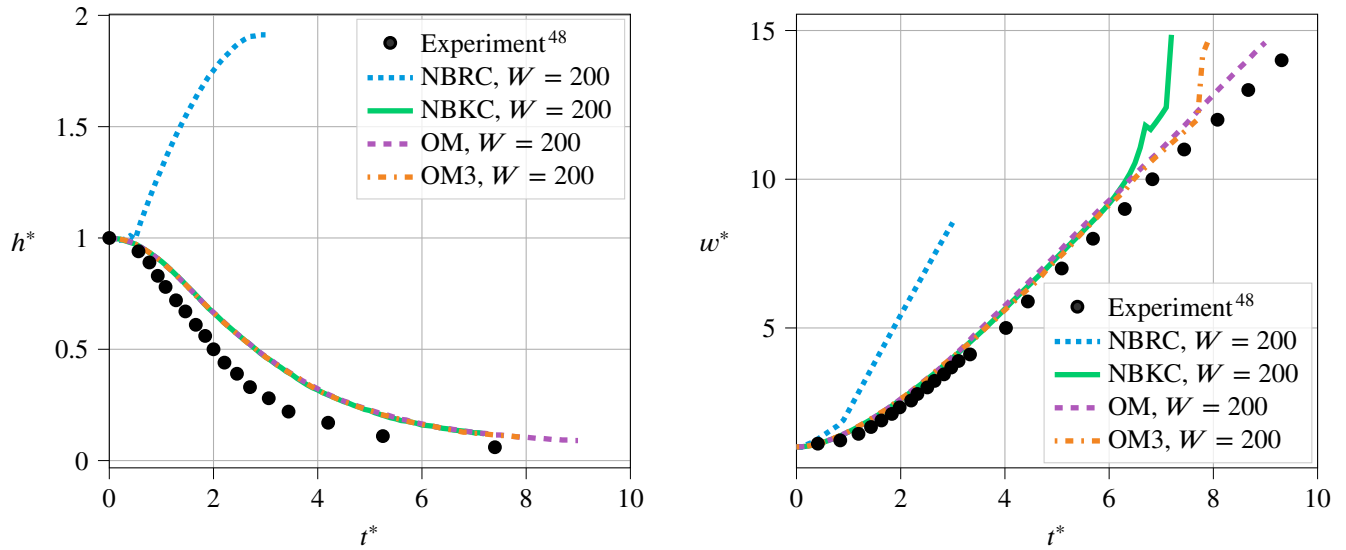 2
1.5
1
0.5
0
h*
0 2 4 6 8 10
t*
Experiment48
NBRC, W = 200
NBKC, W = 200
OM, W = 200
OM3, W = 200
15
10
5
w*
0 2 4 6 8 10
t*
Experiment48
NBRC, W = 200
NBKC, W = 200
OM, W = 200
OM3, W = 200